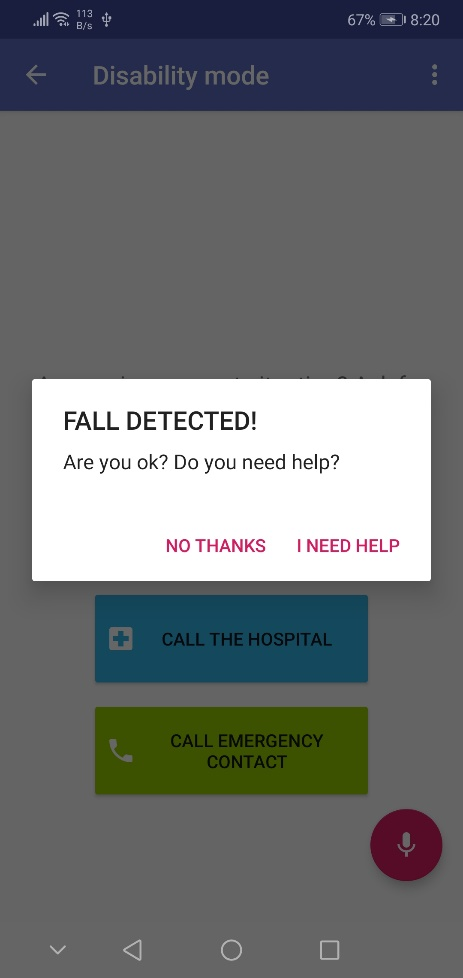 113
B/s
67%
8:20
Disability mode
FALL DETECTED!
Are you ok? Do you need help?
NO THANKS
I NEED HELP
CALL THE HOSPITAL
CALL EMERGENCY
CONTACT